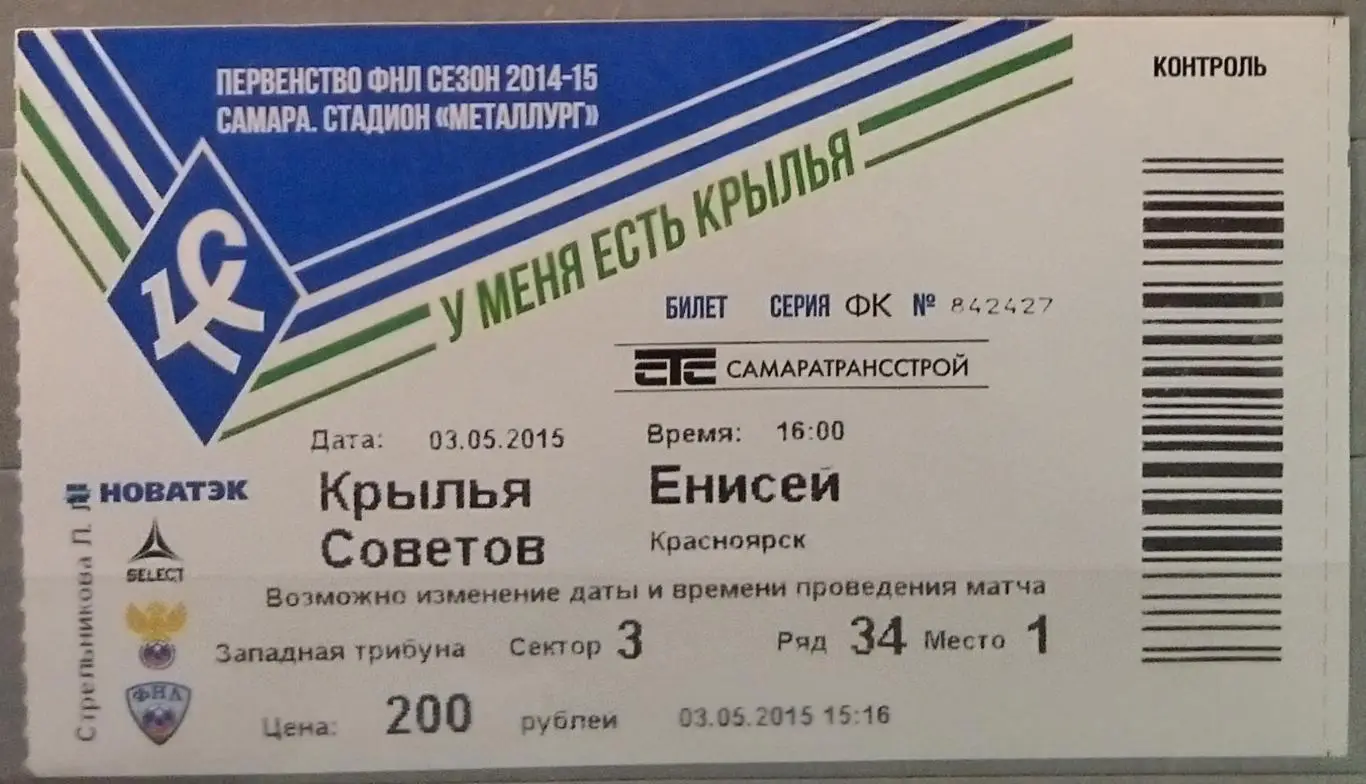 ПЕРВЕНСТВО ФНЛ СЕЗОН 2014-15
САМАРА. СТАДИОН «МЕТАЛЛУРГ»
КОНТРОЛЬ
КС
У МЕНЯ ЕСТЬ КРЫЛЬЯ
БИЛЕТ СЕРИЯ ФК № 842427
СТС САМАРАТРАНССТРОЙ
Дата: 03.05.2015 Время: 16:00
Крылья Советов
Енисей
Красноярск
НОВАТЭК
SELECT
ФНЛ
Стрельникова Л.
Возможно изменение даты и времени проведения матча
Западная трибуна Сектор 3 Ряд 34 Место 1
Цена: 200 рублей 03.05.2015 15:16